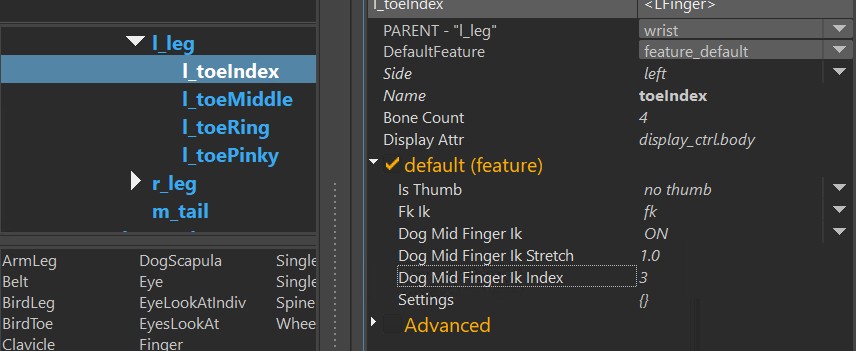 l_leg
l_toeIndex
l_toeMiddle
l_toeRing
l_toePinky
r_leg
m_tail
ArmLeg DogScapula Single
Belt Eye Single
BirdLeg EyeLookAtIndiv Spine
BirdToe EyesLookAt Whee
Clavicle Finger
l_toeIndex <LFinger>
PARENT - "l_leg" wrist
DefaultFeature feature_default
Side left
Name toeIndex
Bone Count 4
Display Attr display_ctrl.body
default (feature)
Is Thumb no thumb
Fk Ik fk
Dog Mid Finger Ik ON
Dog Mid Finger Ik Stretch 1.0
Dog Mid Finger Ik Index 3
Settings {}
Advanced